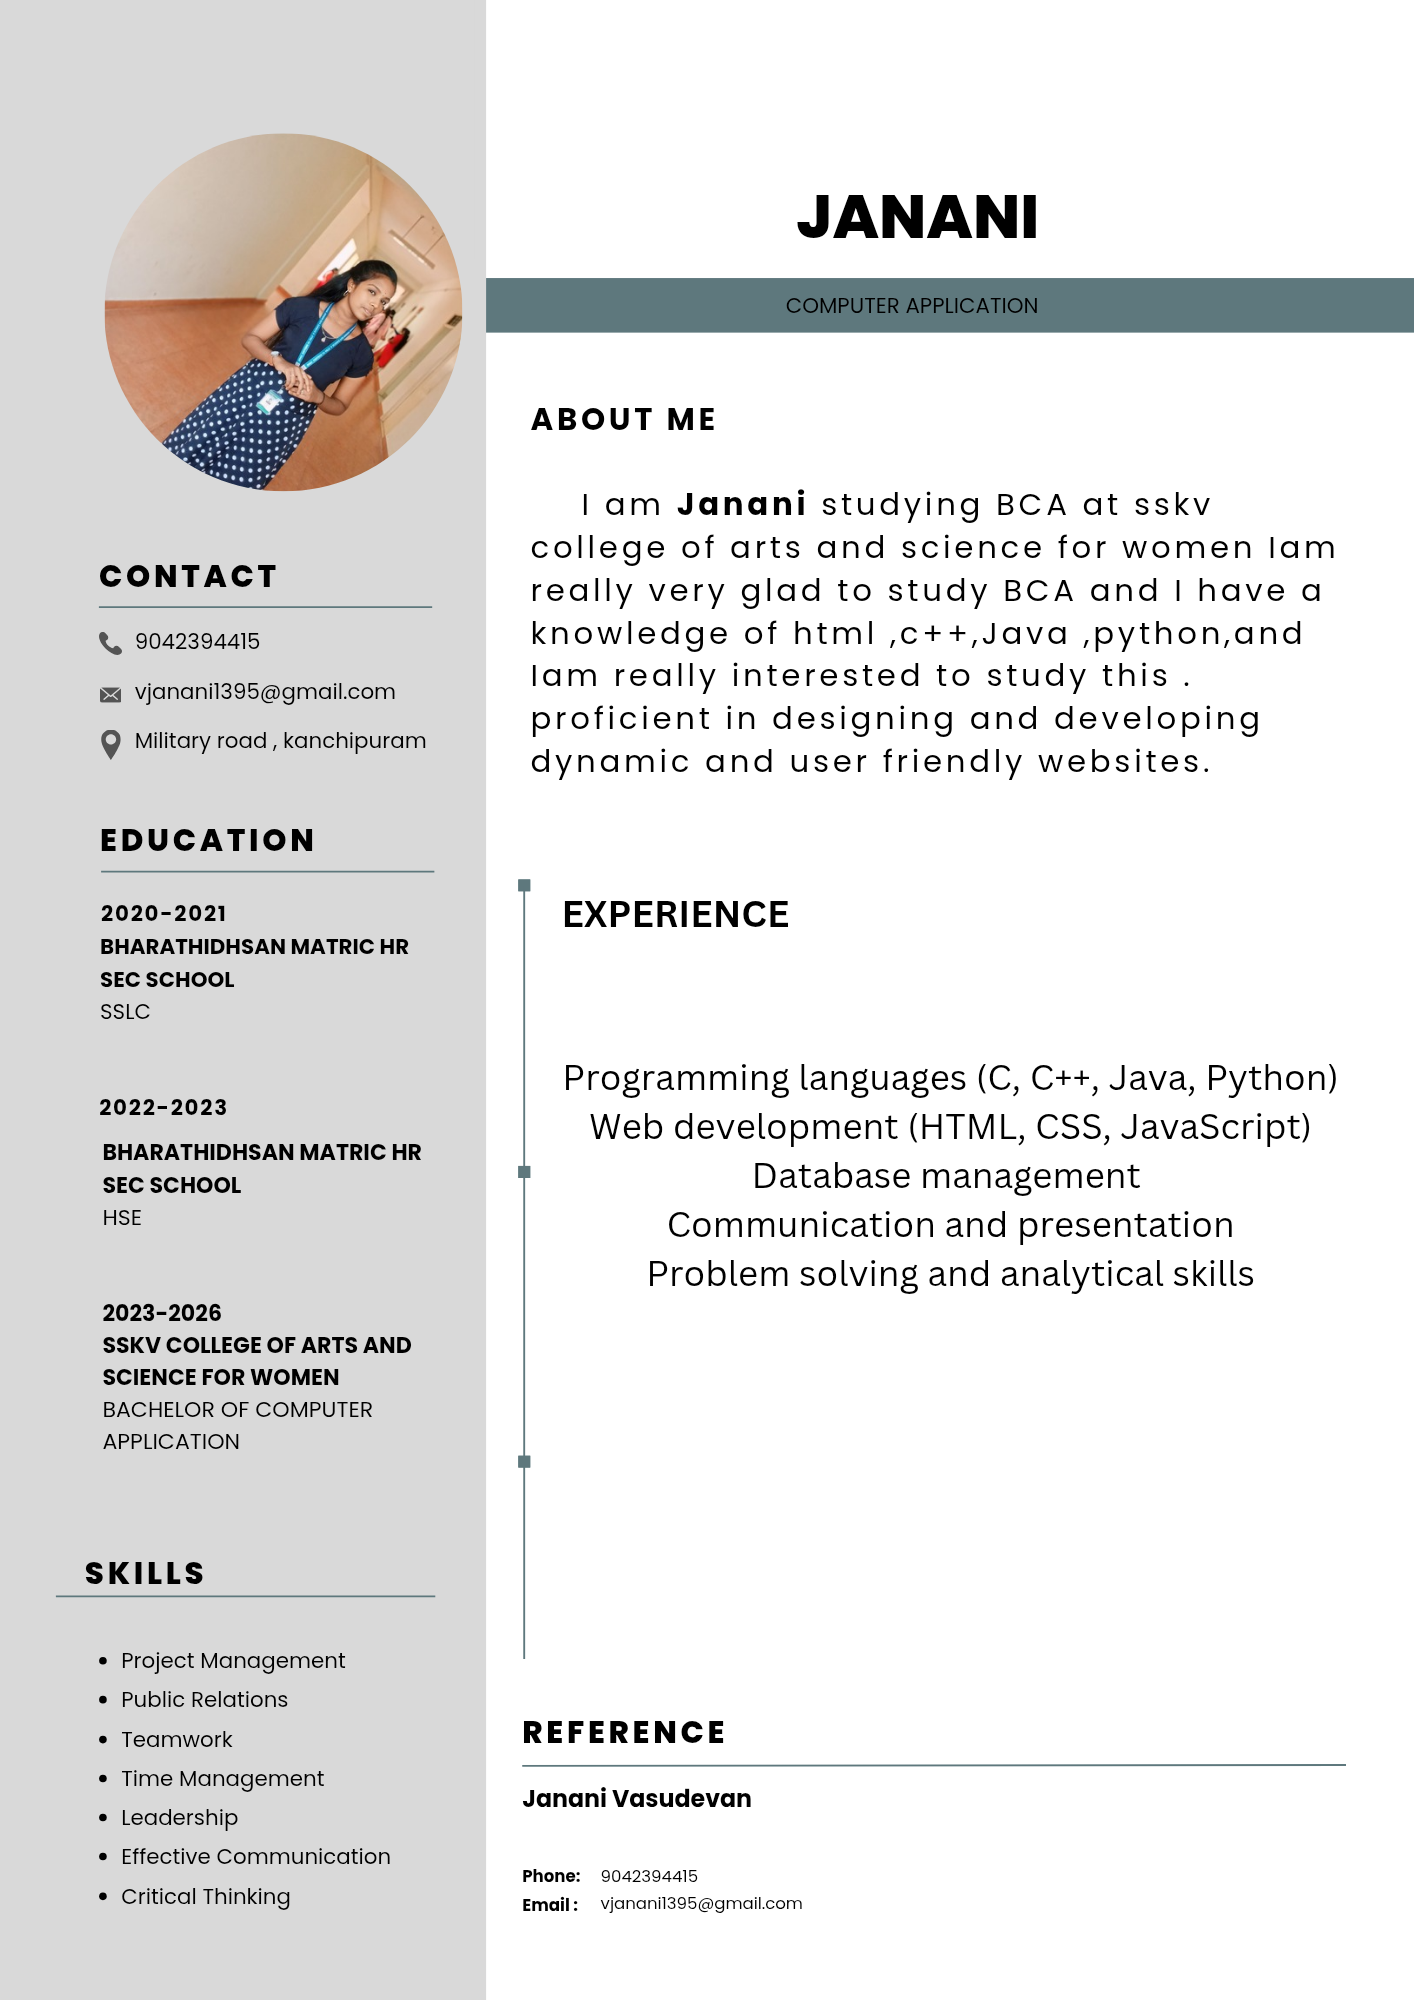 JANANI
COMPUTER APPLICATION
CONTACT
9042394415
vjanani1395@gmail.com
Military road , kanchipuram
EDUCATION
2020-2021
BHARATHIDHSAN MATRIC HR
SEC SCHOOL
SSLC
2022-2023
BHARATHIDHSAN MATRIC HR
SEC SCHOOL
HSE
2023-2026
SSKV COLLEGE OF ARTS AND
SCIENCE FOR WOMEN
BACHELOR OF COMPUTER
APPLICATION
SKILLS
• Project Management
• Public Relations
• Teamwork
• Time Management
• Leadership
• Effective Communication
• Critical Thinking
ABOUT ME
I am Janani studying BCA at sskv
college of arts and science for women Iam
really very glad to study BCA and I have a
knowledge of html ,c++,Java ,python,and
Iam really interested to study this .
proficient in designing and developing
dynamic and user friendly websites.
EXPERIENCE
Programming languages (C, C++, Java, Python)
Web development (HTML, CSS, JavaScript)
Database management
Communication and presentation
Problem solving and analytical skills
REFERENCE
Janani Vasudevan
Phone: 9042394415
Email : vjanani1395@gmail.com